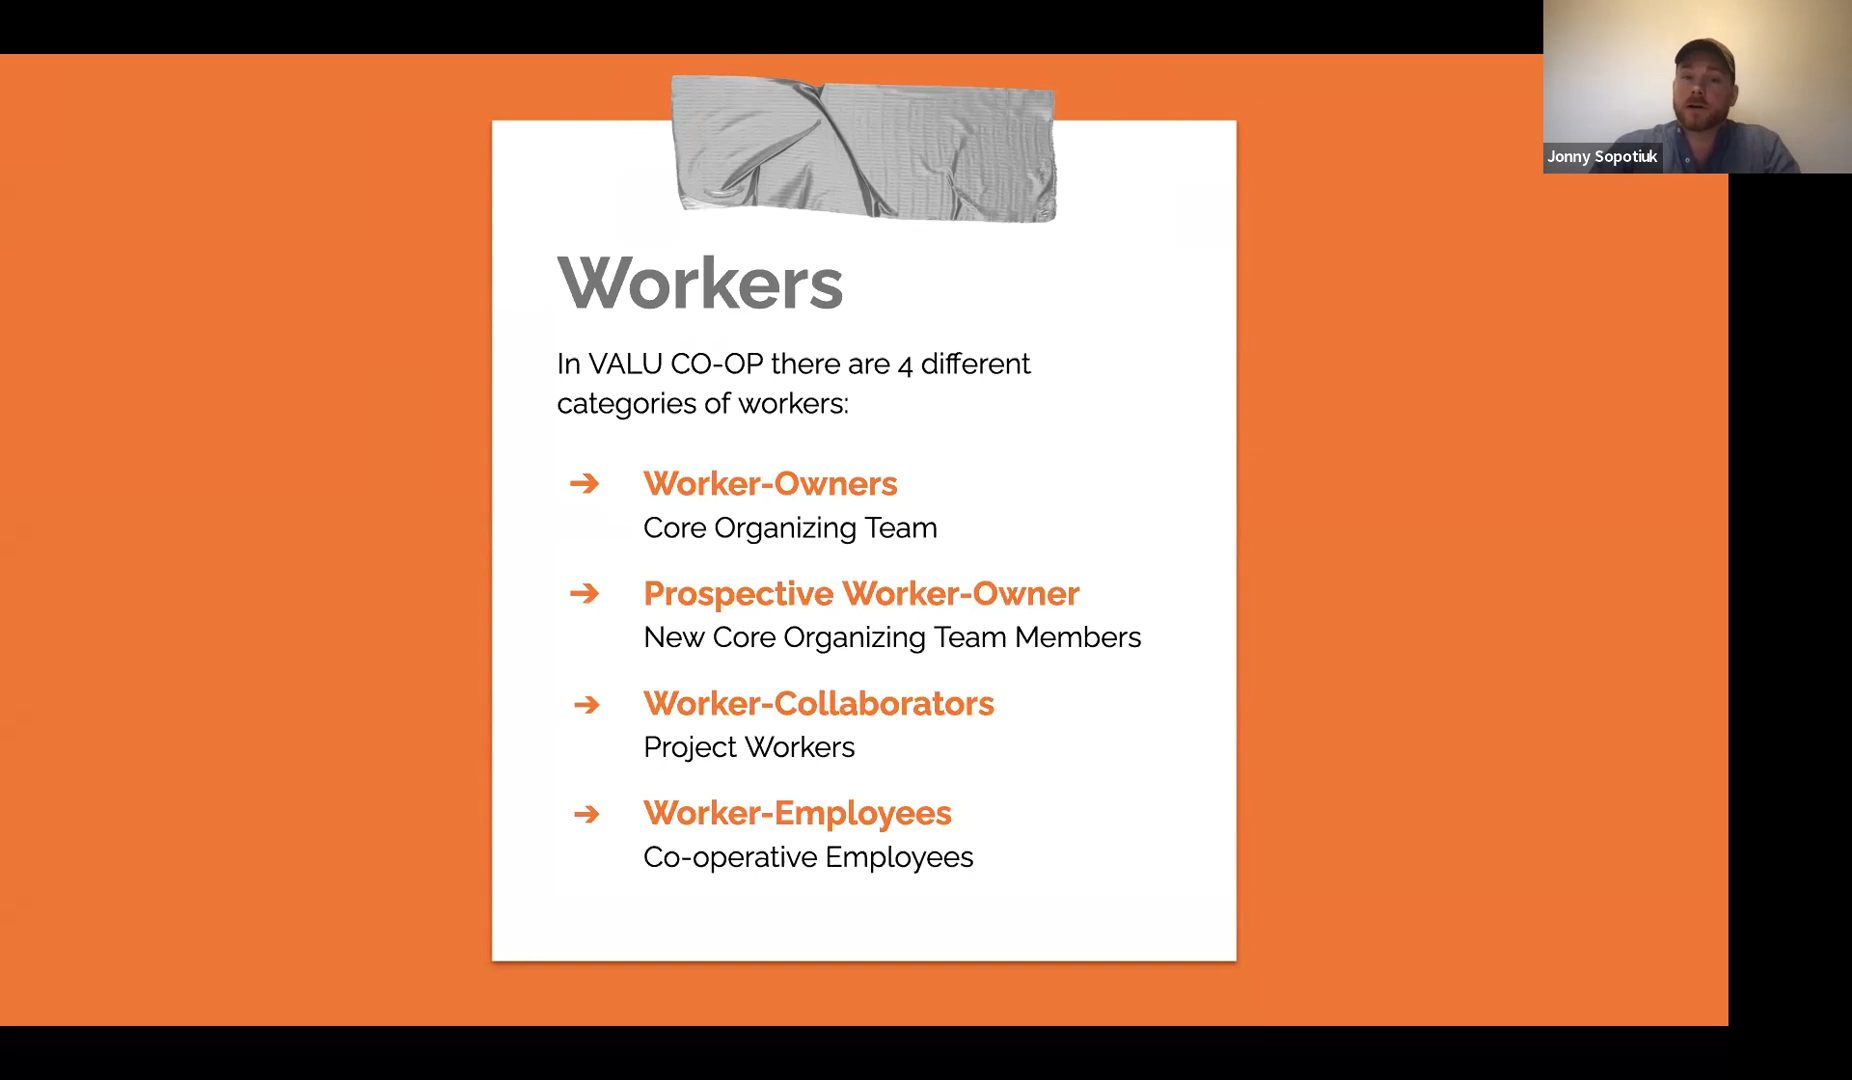 Jonny Sopotiuk
Workers
In VALU CO-OP there are 4 different
categories of workers:
➔ Worker-Owners
Core Organizing Team
➔ Prospective Worker-Owner
New Core Organizing Team Members
➔ Worker-Collaborators
Project Workers
➔ Worker-Employees
Co-operative Employees